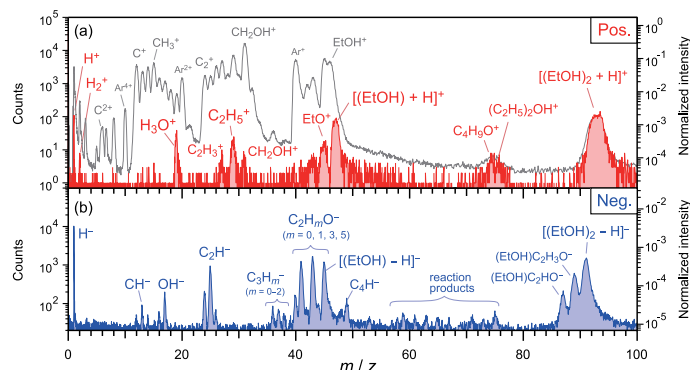 (a)
Pos.
Counts
Normalized intensity
10⁵
10⁴
10³
10²
10¹
10⁰
10⁰
10⁻¹
10⁻²
10⁻³
10⁻⁴
H⁺
H₂⁺
C²⁺
Ar⁴⁺
C⁺
CH₃⁺
Ar²⁺
C₂⁺
CH₂OH⁺
Ar⁺
EtOH⁺
H₃O⁺
C₂H₃⁺
C₂H₅⁺
CH₂OH⁺
EtO⁺
[(EtOH) + H]⁺
C₄H₉O⁺
(C₂H₅)₂OH⁺
[(EtOH)₂ + H]⁺
(b)
Neg.
Counts
Normalized intensity
10⁴
10³
10²
10⁻²
10⁻³
10⁻⁴
10⁻⁵
H⁻
CH⁻
OH⁻
C₂H⁻
C₃Hₘ⁻
(m = 0–2)
C₂HₘO⁻
(m = 0, 1, 3, 5)
[(EtOH) – H]⁻
C₄H⁻
reaction
products
(EtOH)C₂HO⁻
(EtOH)C₂H₃O⁻
[(EtOH)₂ – H]⁻
0 20 40 60 80 100
m / z